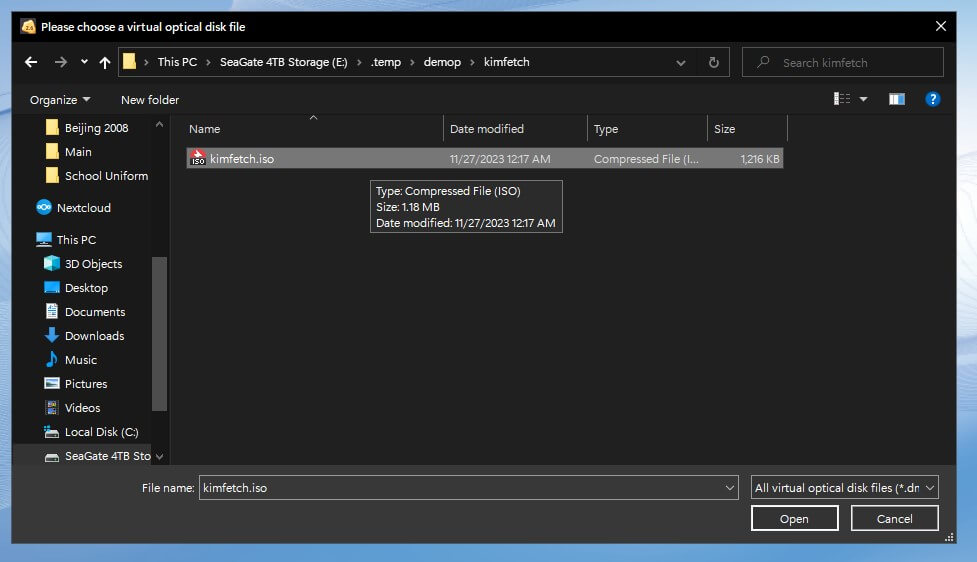 Please choose a virtual optical disk file
This PC > SeaGate 4TB Storage (E:) > .temp > demop > kimfetch
Search kimfetch
Organize
New folder
Beijing 2008
Main
School Uniform
Nextcloud
This PC
3D Objects
Desktop
Documents
Downloads
Music
Pictures
Videos
Local Disk (C:)
SeaGate 4TB Sto
Name Date modified Type Size
ISO kimfetch.iso 11/27/2023 12:17 AM Compressed File (I... 1,216 KB
Type: Compressed File (ISO)
Size: 1.18 MB
Date modified: 11/27/2023 12:17 AM
File name: kimfetch.iso
All virtual optical disk files (*.dm
Open Cancel